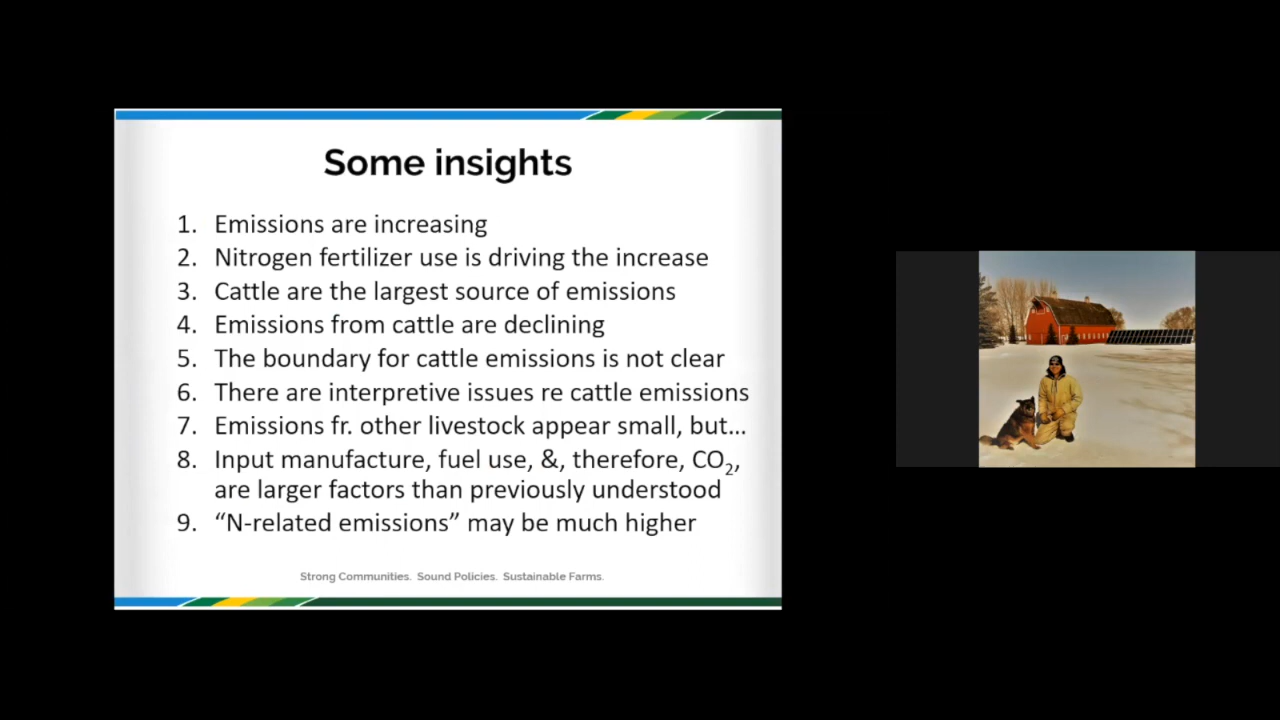 Some insights
1. Emissions are increasing
2. Nitrogen fertilizer use is driving the increase
3. Cattle are the largest source of emissions
4. Emissions from cattle are declining
5. The boundary for cattle emissions is not clear
6. There are interpretive issues re cattle emissions
7. Emissions fr. other livestock appear small, but…
8. Input manufacture, fuel use, &, therefore, CO₂,
are larger factors than previously understood
9. “N-related emissions” may be much higher
Strong Communities. Sound Policies. Sustainable Farms.